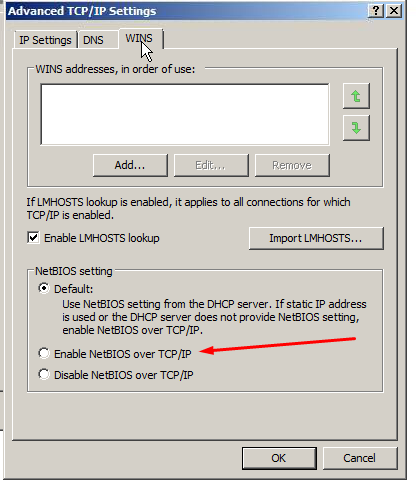 Advanced TCP/IP Settings
IP Settings
DNS
WINS
WINS addresses, in order of use:
Add...
Edit...
Remove
If LMHOSTS lookup is enabled, it applies to all connections for which
TCP/IP is enabled.
Enable LMHOSTS lookup
Import LMHOSTS...
NetBIOS setting
Default:
Use NetBIOS setting from the DHCP server. If static IP address
is used or the DHCP server does not provide NetBIOS setting,
enable NetBIOS over TCP/IP.
Enable NetBIOS over TCP/IP
Disable NetBIOS over TCP/IP
OK
Cancel